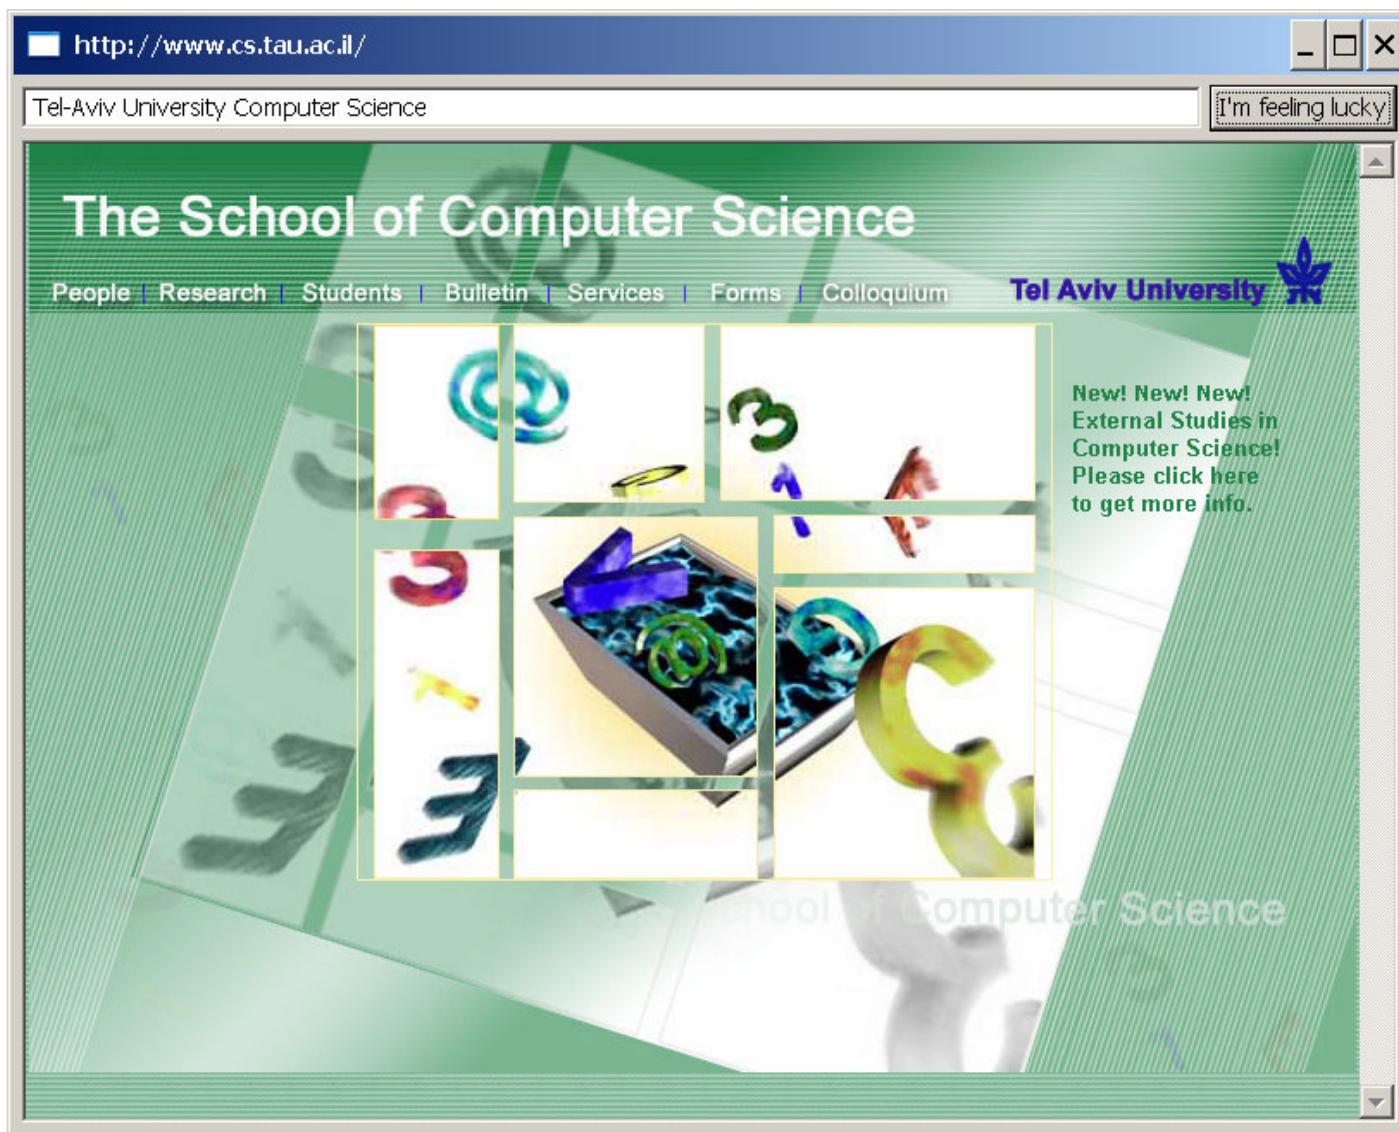 http://www.cs.tau.ac.il/
Tel-Aviv University Computer Science
I'm feeling lucky
The School of Computer Science
People | Research | Students | Bulletin | Services | Forms | Colloquium
Tel Aviv University
New! New! New!
External Studies in
Computer Science!
Please click here
to get more info.
School of Computer Science